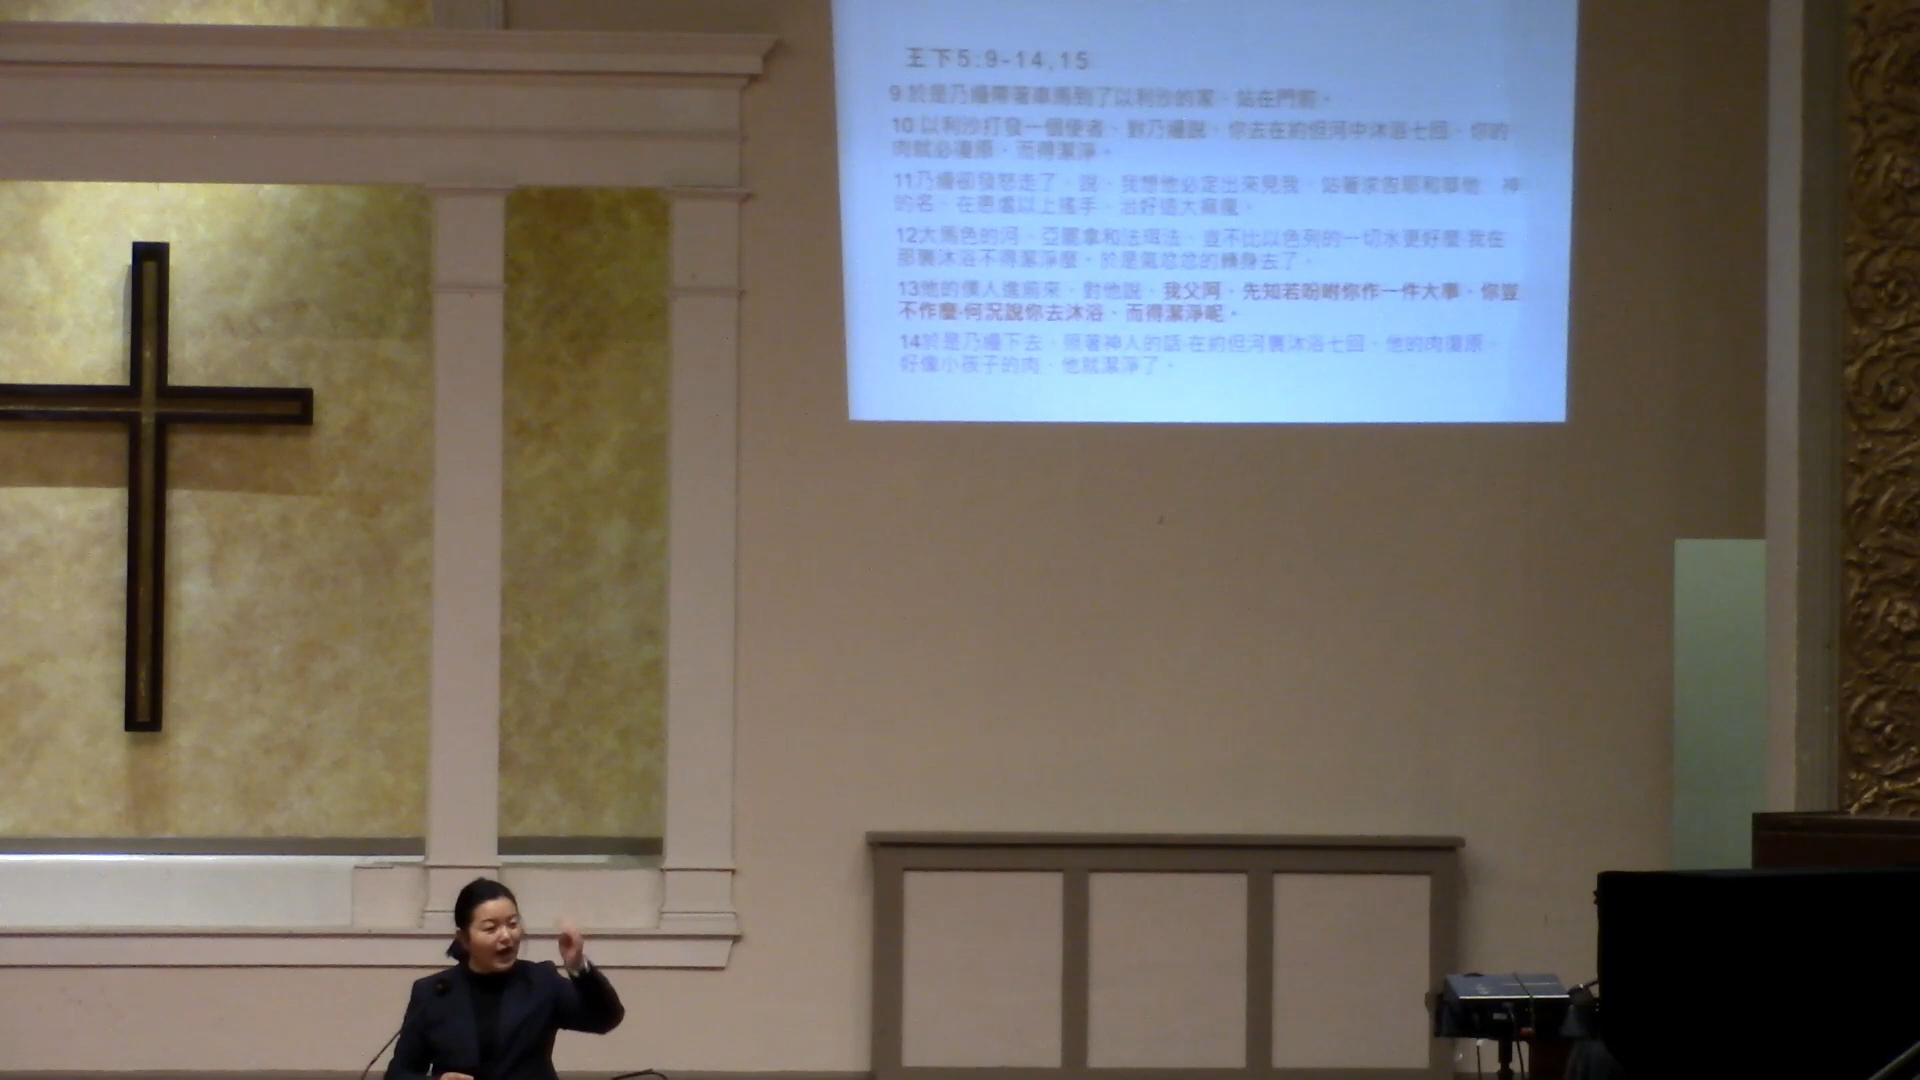 王下5:9-14,15
9 於是乃縵帶著車馬到了以利沙的家、站在門前。
10 以利沙打發一個使者、對乃縵說、你去在約但河中沐浴七回、你的
肉就必復原、而得潔淨。
11乃縵卻發怒走了、說、我想他必定出來見我、站著求告耶和華他 神
的名、在患處以上搖手、治好這大痲瘋。
12大馬色的河、亞罷拿和法珥法、豈不比以色列的一切水更好麼.我在
那裏沐浴不得潔淨麼。於是氣忿忿的轉身去了。
13他的僕人進前來、對他說、我父阿、先知若吩咐你作一件大事、你豈
不作麼.何況說你去沐浴、而得潔淨呢。
14於是乃縵下去、照著神人的話.在約但河裏沐浴七回.他的肉復原、
好像小孩子的肉、他就潔淨了。